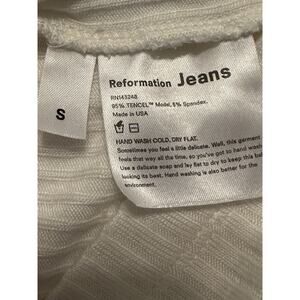 Reformation Jeans
RN143248
95% TENCEL™ Modal, 5% Spandex.
Made in USA
HAND WASH COLD, DRY FLAT.
Sometimes you feel a little delicate. Well, this garment
feels that way all the time, so you've got to hand wash
Use a delicate soap and lay flat to dry to keep this ba
looking its best. Hand washing is also better for the
environment.
S